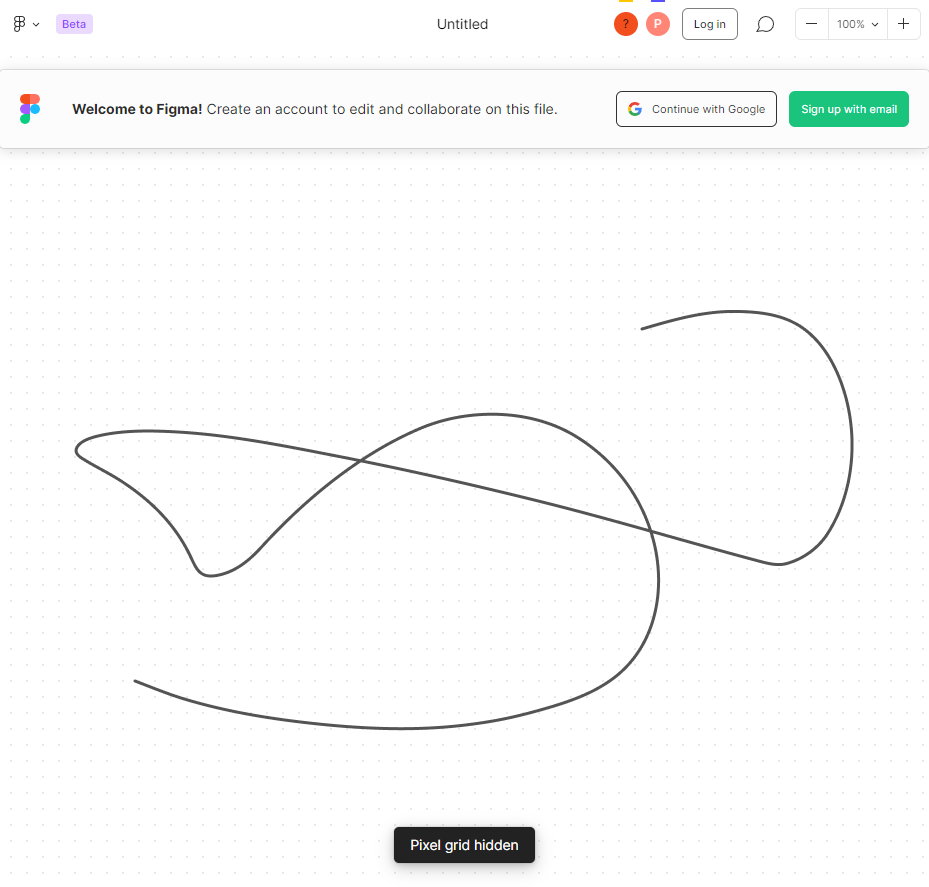 Beta
Untitled
? P
Log in
100%
Welcome to Figma! Create an account to edit and collaborate on this file.
Continue with Google
Sign up with email
Pixel grid hidden